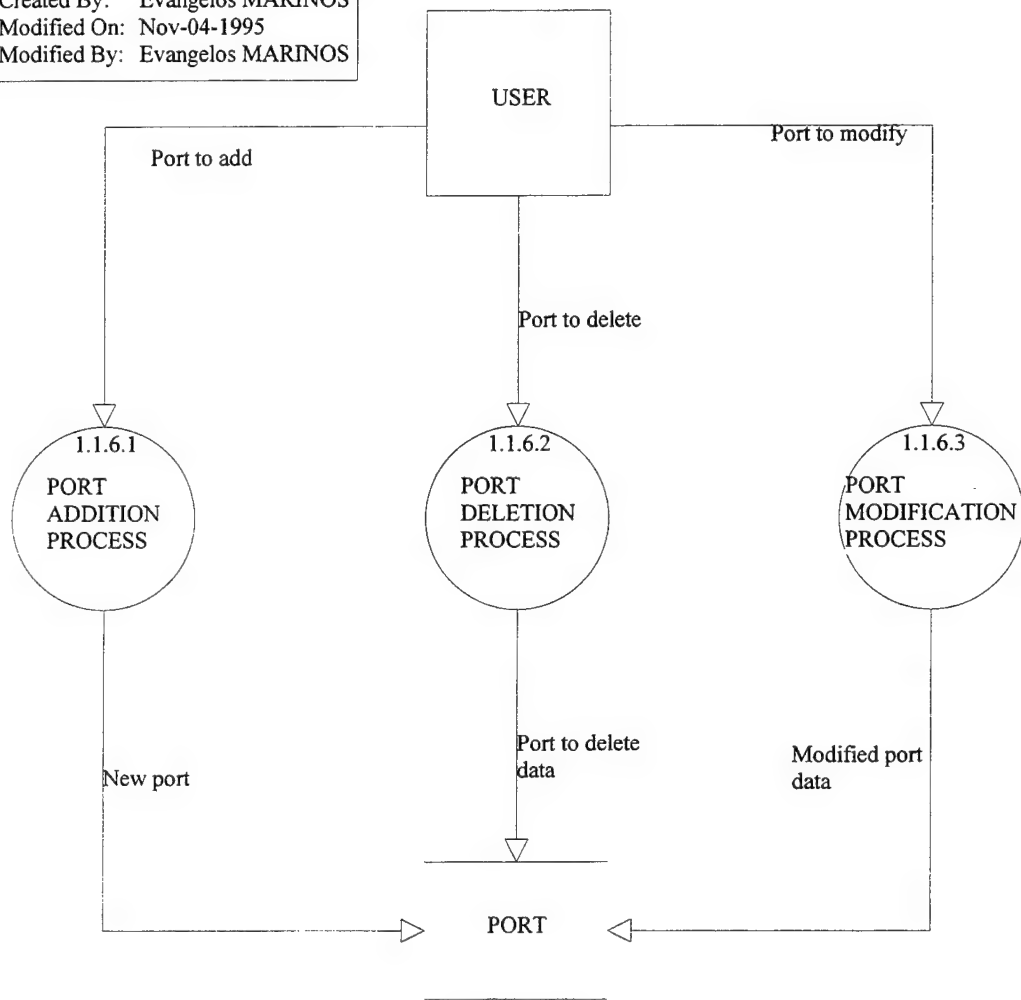 Created By: Evangelos MARINOS
Modified On: Nov-04-1995
Modified By: Evangelos MARINOS
USER
Port to add
Port to modify
Port to delete
1.1.6.1
PORT
ADDITION
PROCESS
1.1.6.2
PORT
DELETION
PROCESS
1.1.6.3
PORT
MODIFICATION
PROCESS
New port
Port to delete
data
Modified port
data
PORT